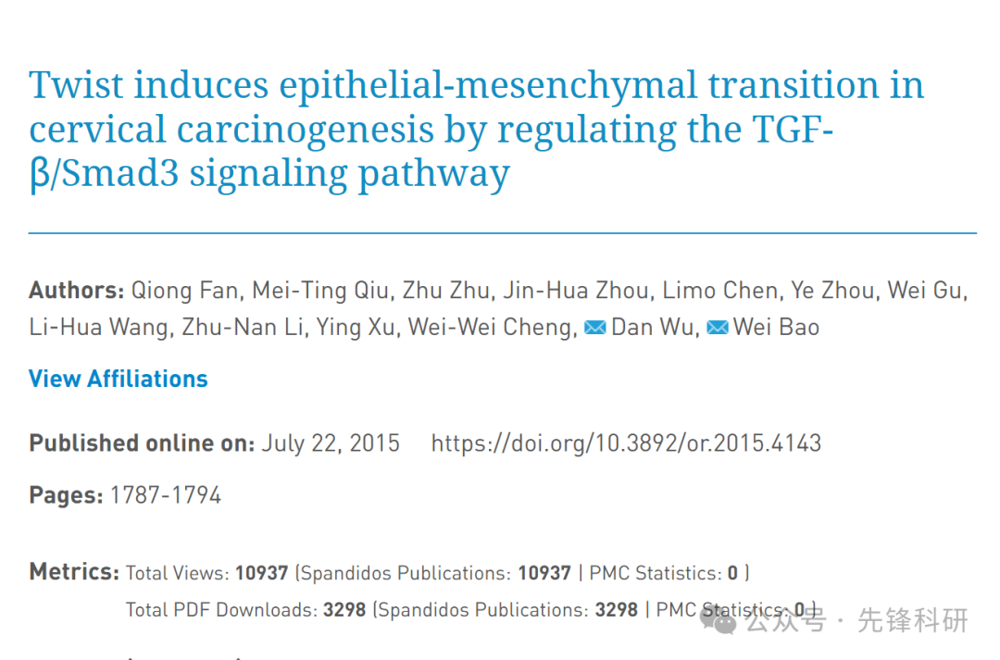 Twist induces epithelial-mesenchymal transition in
cervical carcinogenesis by regulating the TGF-
β/Smad3 signaling pathway
Authors: Qiong Fan, Mei-Ting Qiu, Zhu Zhu, Jin-Hua Zhou, Limo Chen, Ye Zhou, Wei Gu,
Li-Hua Wang, Zhu-Nan Li, Ying Xu, Wei-Wei Cheng, Dan Wu, Wei Bao
View Affiliations
Published online on: July 22, 2015 https://doi.org/10.3892/or.2015.4143
Pages: 1787-1794
Metrics: Total Views: 10937 (Spandidos Publications: 10937 | PMC Statistics: 0 )
Total PDF Downloads: 3298 (Spandidos Publications: 3298 | PMC Statistics: 0 )
公众号 · 先锋科研